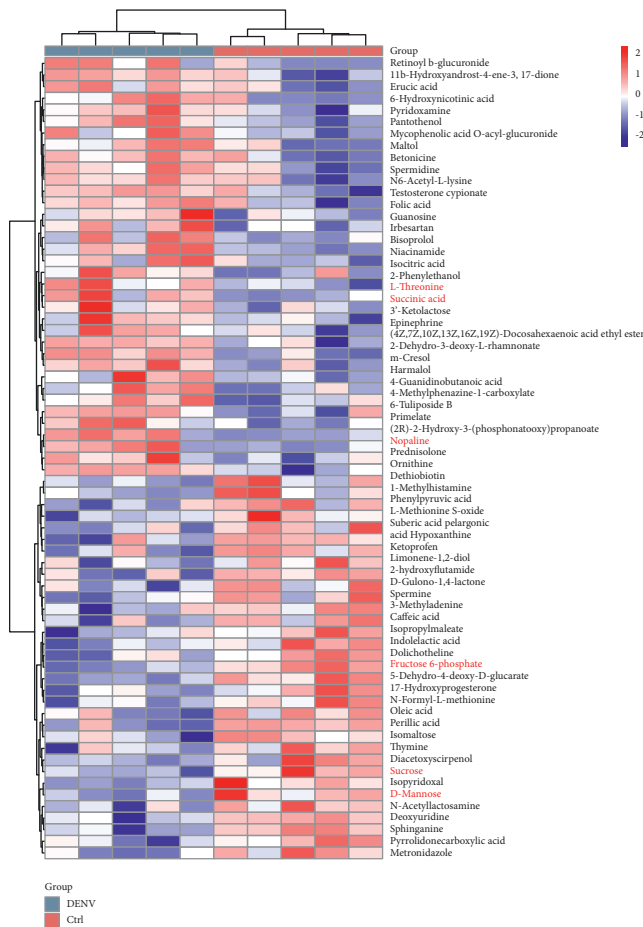 Group
Retinoyl b-glucuronide
11b-Hydroxyandrost-4-ene-3, 17-dione
Erucic acid
6-Hydroxynicotinic acid
Pyridoxamine
Pantothenol
Mycophenolic acid O-acyl-glucuronide
Maltol
Betonicine
Spermidine
N6-Acetyl-L-lysine
Testosterone cypionate
Folic acid
Guanosine
Irbesartan
Bisoprolol
Niacinamide
Isocitric acid
2-Phenylethanol
L-Threonine
Succinic acid
3'-Ketolactose
Epinephrine
(4Z,7Z,10Z,13Z,16Z,19Z)-Docosahexaenoic acid ethyl ester
2-Dehydro-3-deoxy-L-rhamnonate
m-Cresol
Harmalol
4-Guanidinobutanoic acid
4-Methylphenazine-1-carboxylate
6-Tuliposide B
Primelate
(2R)-2-Hydroxy-3-(phosphonatooxy)propanoate
Nopaline
Prednisolone
Ornithine
Dethiobiotin
1-Methylhistamine
Phenylpyruvic acid
L-Methionine S-oxide
Suberic acid pelargonic
acid Hypoxanthine
Ketoprofen
Limonene-1,2-diol
2-hydroxyflutamide
D-Gulono-1,4-lactone
Spermine
3-Methyladenine
Caffeic acid
Isopropylmaleate
Indolelactic acid
Dolichotheline
Fructose 6-phosphate
5-Dehydro-4-deoxy-D-glucarate
17-Hydroxyprogesterone
N-Formyl-L-methionine
Oleic acid
Perillic acid
Isomaltose
Thymine
Diacetoxyscirpenol
Sucrose
Isopyridoxal
D-Mannose
N-Acetyllactosamine
Deoxyuridine
Sphinganine
Pyrrolidonecarboxylic acid
Metronidazole
2
1
0
-1
-2
Group
DENV
Ctrl